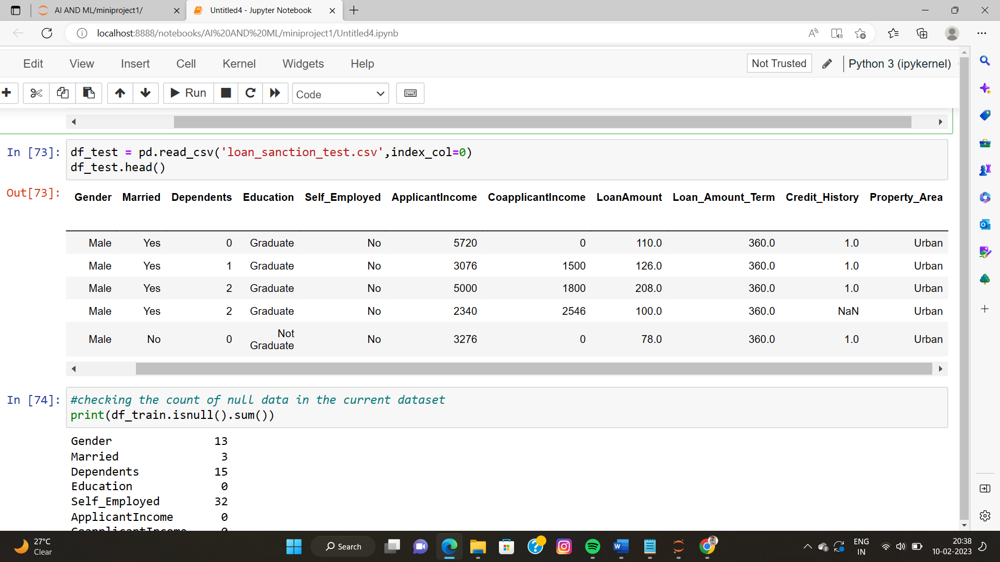 AI AND ML/miniproject1/
Untitled4 - Jupyter Notebook
localhost:8888/notebooks/AI%20AND%20ML/miniproject1/Untitled4.ipynb
Edit View Insert Cell Kernel Widgets Help Not Trusted Python 3 (ipykernel)
Run Code
In [73]: df_test = pd.read_csv('loan_sanction_test.csv',index_col=0)
df_test.head()
Out[73]: Gender Married Dependents Education Self_Employed ApplicantIncome CoapplicantIncome LoanAmount Loan_Amount_Term Credit_History Property_Area
Male Yes 0 Graduate No 5720 0 110.0 360.0 1.0 Urban
Male Yes 1 Graduate No 3076 1500 126.0 360.0 1.0 Urban
Male Yes 2 Graduate No 5000 1800 208.0 360.0 1.0 Urban
Male Yes 2 Graduate No 2340 2546 100.0 360.0 NaN Urban
Male No 0 Not Graduate No 3276 0 78.0 360.0 1.0 Urban
In [74]: #checking the count of null data in the current dataset
print(df_train.isnull().sum())
Gender 13
Married 3
Dependents 15
Education 0
Self_Employed 32
ApplicantIncome 0
CoapplicantIncome 0
27°C
Clear
Search
ENG
IN
20:38
10-02-2023